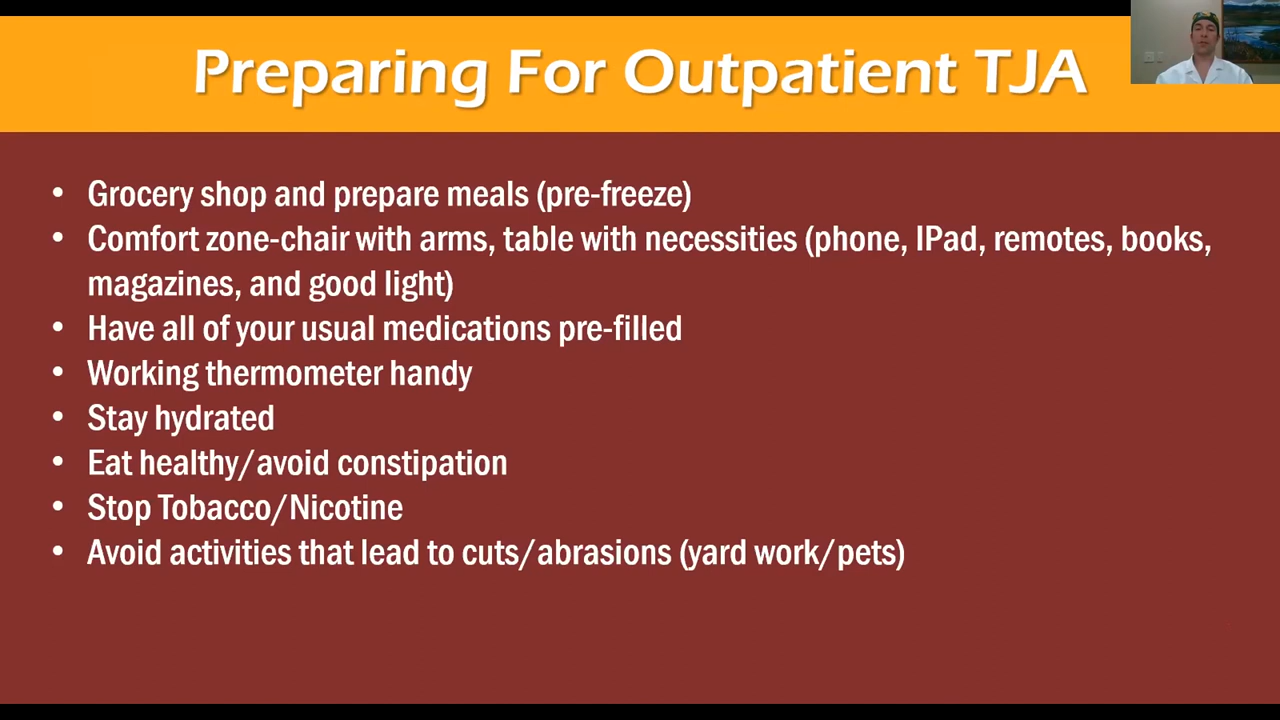 Preparing For Outpatient TJA
• Grocery shop and prepare meals (pre-freeze)
• Comfort zone-chair with arms, table with necessities (phone, IPad, remotes, books,
magazines, and good light)
• Have all of your usual medications pre-filled
• Working thermometer handy
• Stay hydrated
• Eat healthy/avoid constipation
• Stop Tobacco/Nicotine
• Avoid activities that lead to cuts/abrasions (yard work/pets)